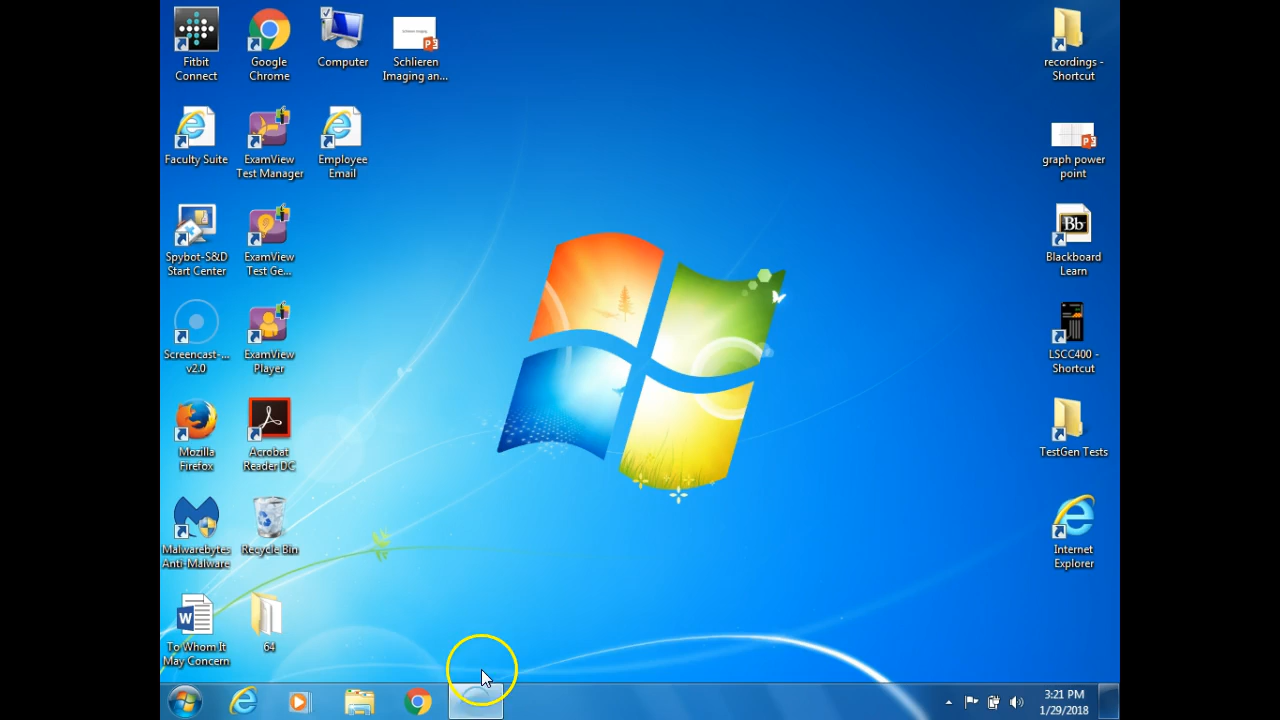 Fitbit
Connect
Google
Chrome
Computer
Schlieren
Imaging an...
Faculty Suite
ExamView
Test Manager
Employee
Email
Spybot-S&D
Start Center
ExamView
Test Ge...
Screencast-...
v2.0
ExamView
Player
Mozilla
Firefox
Acrobat
Reader DC
Malwarebytes
Anti-Malware
Recycle Bin
To Whom It
May Concern
64
recordings -
Shortcut
graph power
point
Bb
Blackboard
Learn
LSCC400 -
Shortcut
TestGen Tests
Internet
Explorer
3:21 PM
1/29/2018